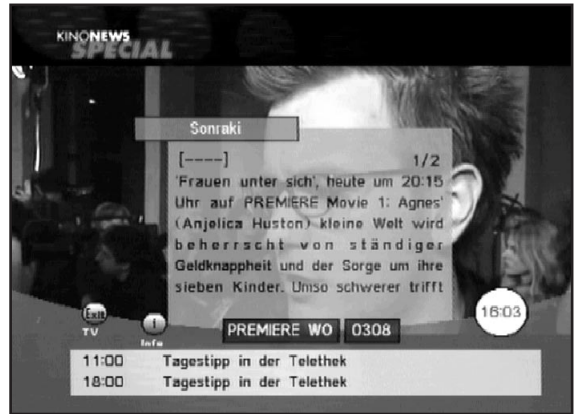 KINONEWS
SPECIAL
Sonraki
[----] 1/2
'Frauen unter sich', heute um 20:15
Uhr auf PREMIERE Movie 1: Agnes'
(Anjelica Huston) kleine Welt wird
beherrscht von ständiger
Geldknappheit und der Sorge um ihre
sieben Kinder. Umso schwerer trifft
16:03
Exit
TV
i
Info
PREMIERE WO 0308
11:00 Tagestipp in der Telethek
18:00 Tagestipp in der Telethek